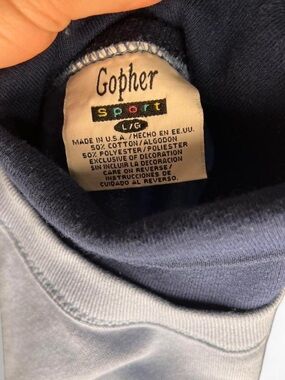 Gopher
Sport
L/G
MADE IN U.S.A. / HECHO EN EE.UU.
50% COTTON/ALGODON
50% POLYESTER/POLIESTER
EXCLUSIVE OF DECORATION
SIN INCLUIR LA DECORACION
CARE ON REVERSE/
INSTRUCCIONES DE
CUIDADO AL REVERSO.